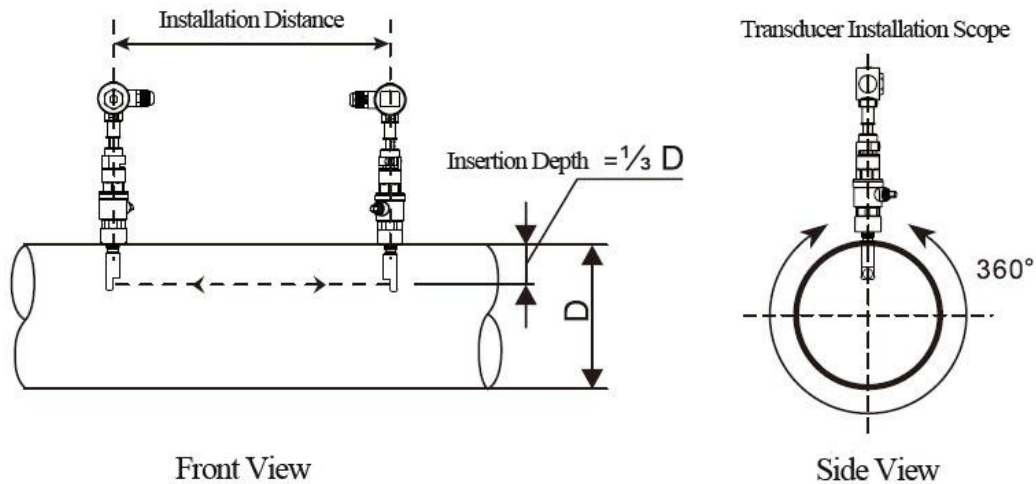 Installation Distance
Transducer Installation Scope
Insertion Depth = ⅓ D
D
360°
Front View
Side View